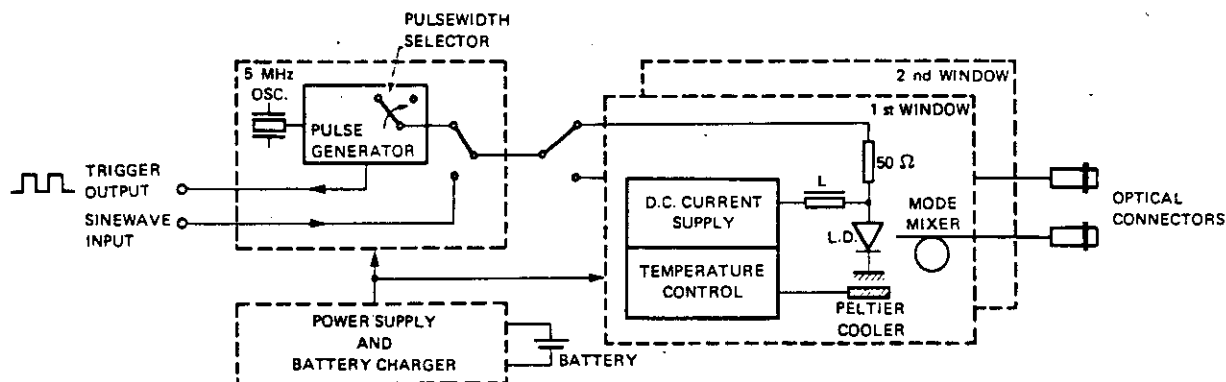 PULSEWIDTH
SELECTOR
5 MHz
OSC.
PULSE
GENERATOR
TRIGGER
OUTPUT
SINEWAVE
INPUT
POWER SUPPLY
AND
BATTERY CHARGER
BATTERY
2 nd WINDOW
1 st WINDOW
50 Ω
L
D.C. CURRENT
SUPPLY
L.D.
MODE
MIXER
TEMPERATURE
CONTROL
PELTIER
COOLER
OPTICAL
CONNECTORS